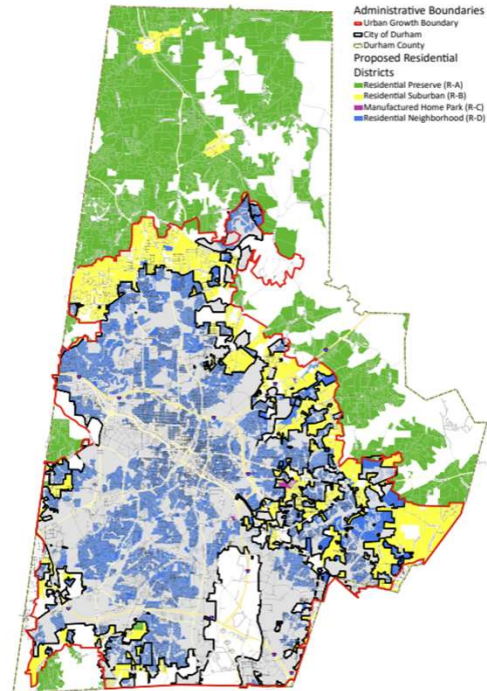 Administrative Boundaries
Urban Growth Boundary
City of Durham
Durham County
Proposed Residential
Districts
Residential Preserve (R-A)
Residential Suburban (R-B)
Manufactured Home Park (R-C)
Residential Neighborhood (R-D)